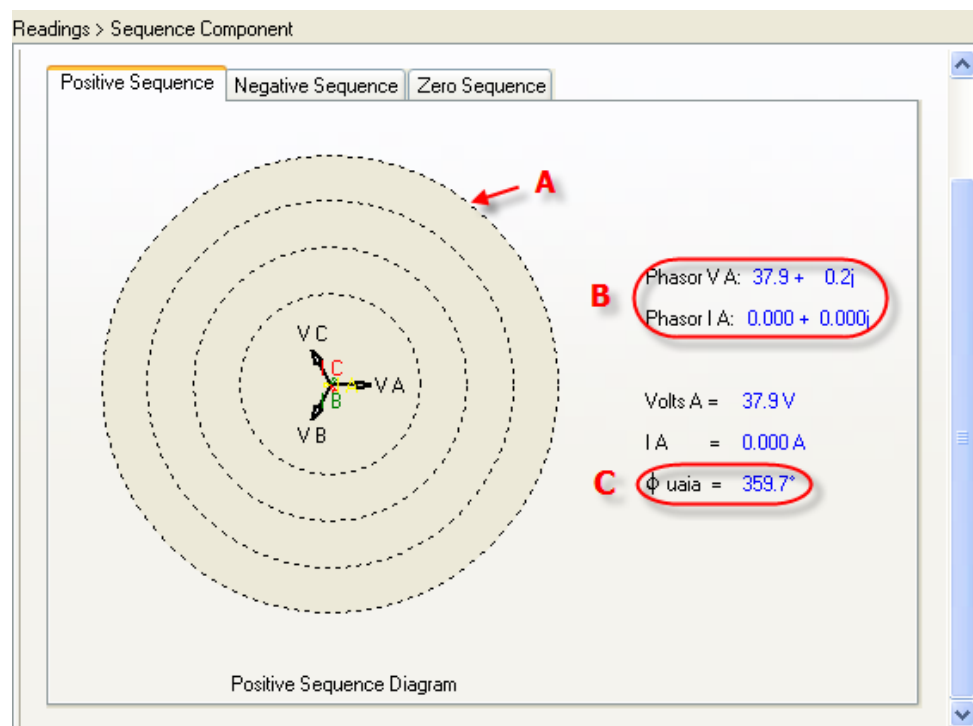 Readings > Sequence Component
Positive Sequence Negative Sequence Zero Sequence
A
B
Phasor V A: 37.9 + 0.2j
Phasor I A: 0.000 + 0.000j
V C
C
V A
B
V B
Volts A = 37.9 V
I A = 0.000 A
C
ϕ uaia = 359.7°
Positive Sequence Diagram